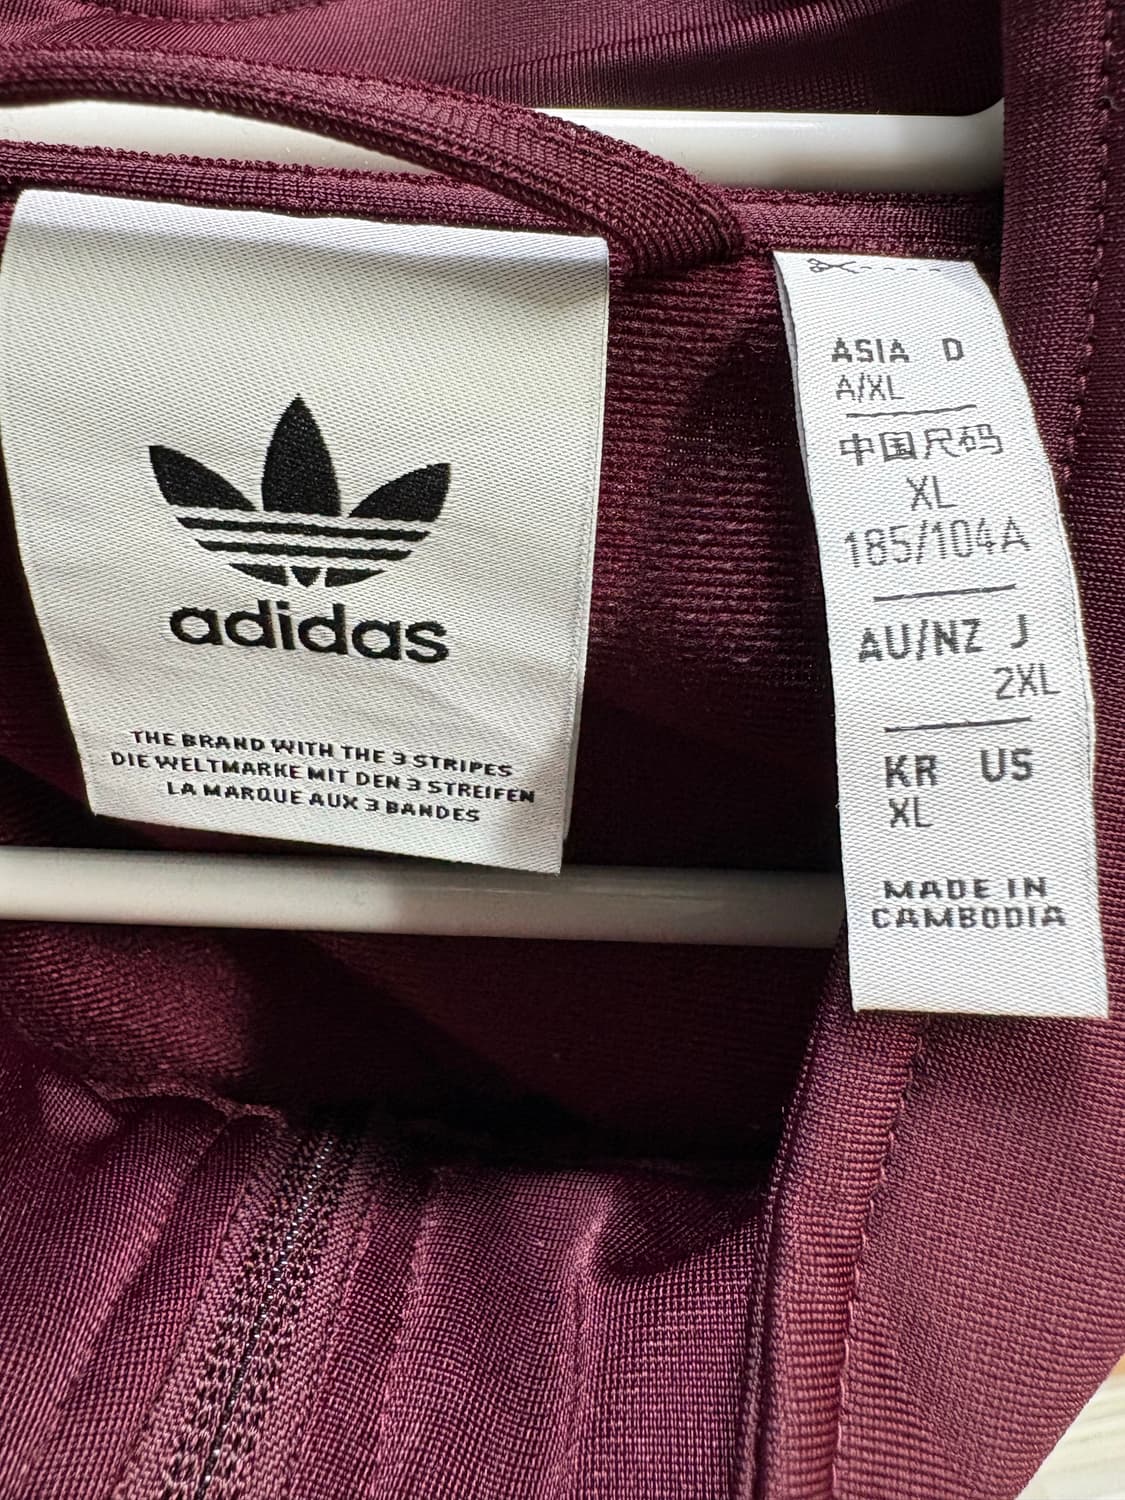 adidas
THE BRAND WITH THE 3 STRIPES
DIE WELTMARKE MIT DEN 3 STREIFEN
LA MARQUE AUX 3 BANDES
ASIA D
A/XL
中国尺码
XL
185/104A
AU/NZ J
2XL
KR US
XL
MADE IN
CAMBODIA